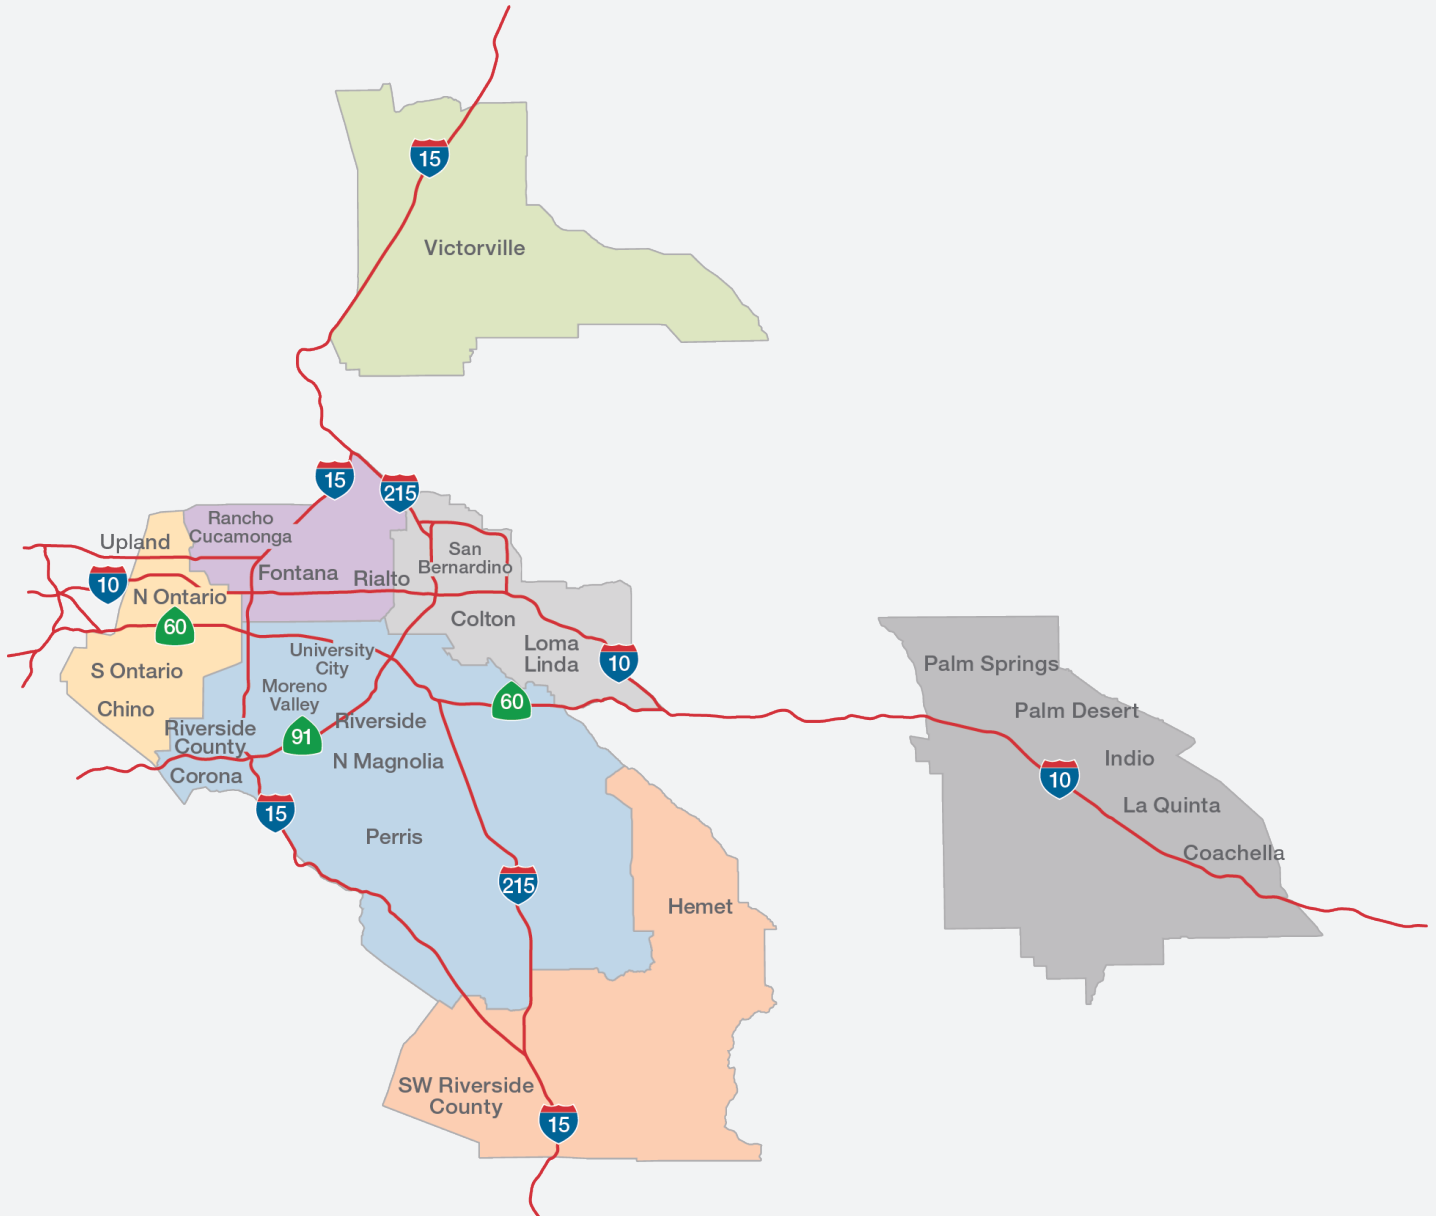 15
Victorville
15
215
Rancho
Cucamonga
Upland
San
Bernardino
Fontana
Rialto
10
N Ontario
60
Colton
University
City
Loma
Linda
10
S Ontario
Moreno
Valley
Palm Springs
Chino
60
Riverside
Palm Desert
Riverside
County
91
N Magnolia
Indio
Corona
10
15
La Quinta
Perris
Coachella
215
Hemet
SW Riverside
County
15